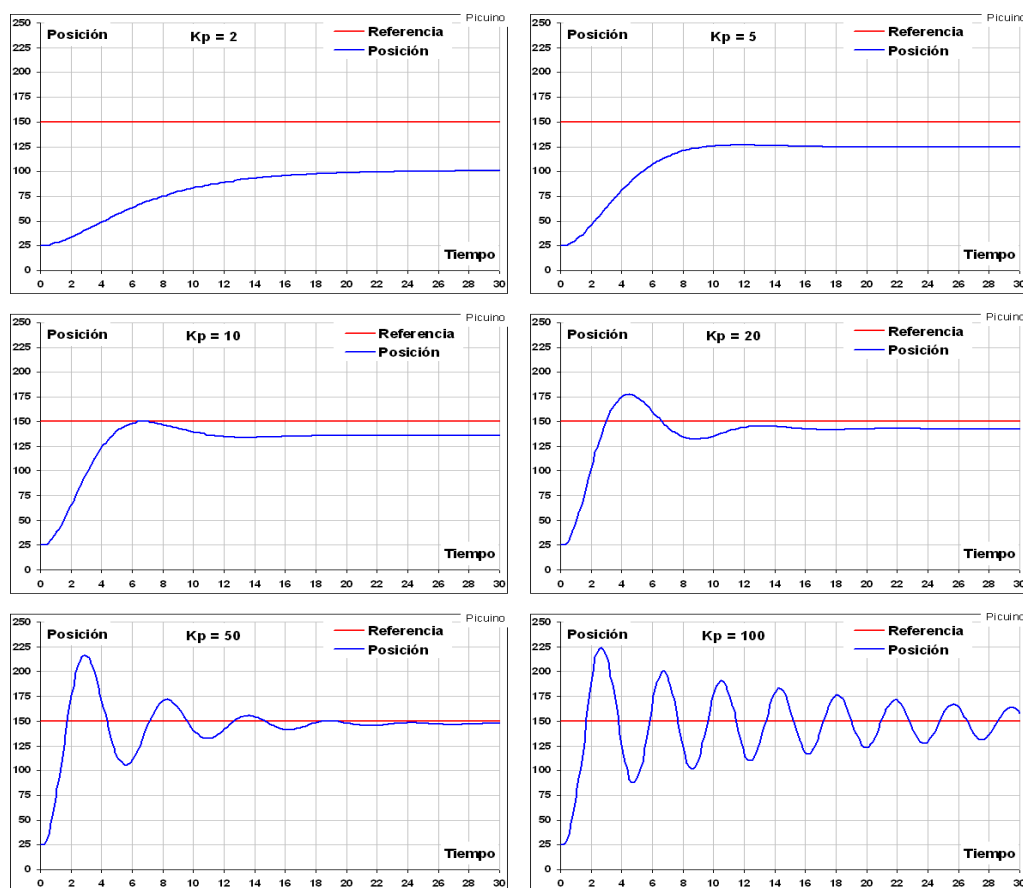 Picuino
Posición
Kp = 2
Referencia
Posición
250
225
200
175
150
125
100
75
50
25
0
Tiempo
0 2 4 6 8 10 12 14 16 18 20 22 24 26 28 30
Picuino
Posición
Kp = 5
Referencia
Posición
250
225
200
175
150
125
100
75
50
25
0
Tiempo
0 2 4 6 8 10 12 14 16 18 20 22 24 26 28 30
Picuino
Posición
Kp = 10
Referencia
Posición
250
225
200
175
150
125
100
75
50
25
0
Tiempo
0 2 4 6 8 10 12 14 16 18 20 22 24 26 28 30
Picuino
Posición
Kp = 20
Referencia
Posición
250
225
200
175
150
125
100
75
50
25
0
Tiempo
0 2 4 6 8 10 12 14 16 18 20 22 24 26 28 30
Picuino
Posición
Kp = 50
Referencia
Posición
250
225
200
175
150
125
100
75
50
25
0
Tiempo
0 2 4 6 8 10 12 14 16 18 20 22 24 26 28 30
Picuino
Posición
Kp = 100
Referencia
Posición
250
225
200
175
150
125
100
75
50
25
0
Tiempo
0 2 4 6 8 10 12 14 16 18 20 22 24 26 28 30